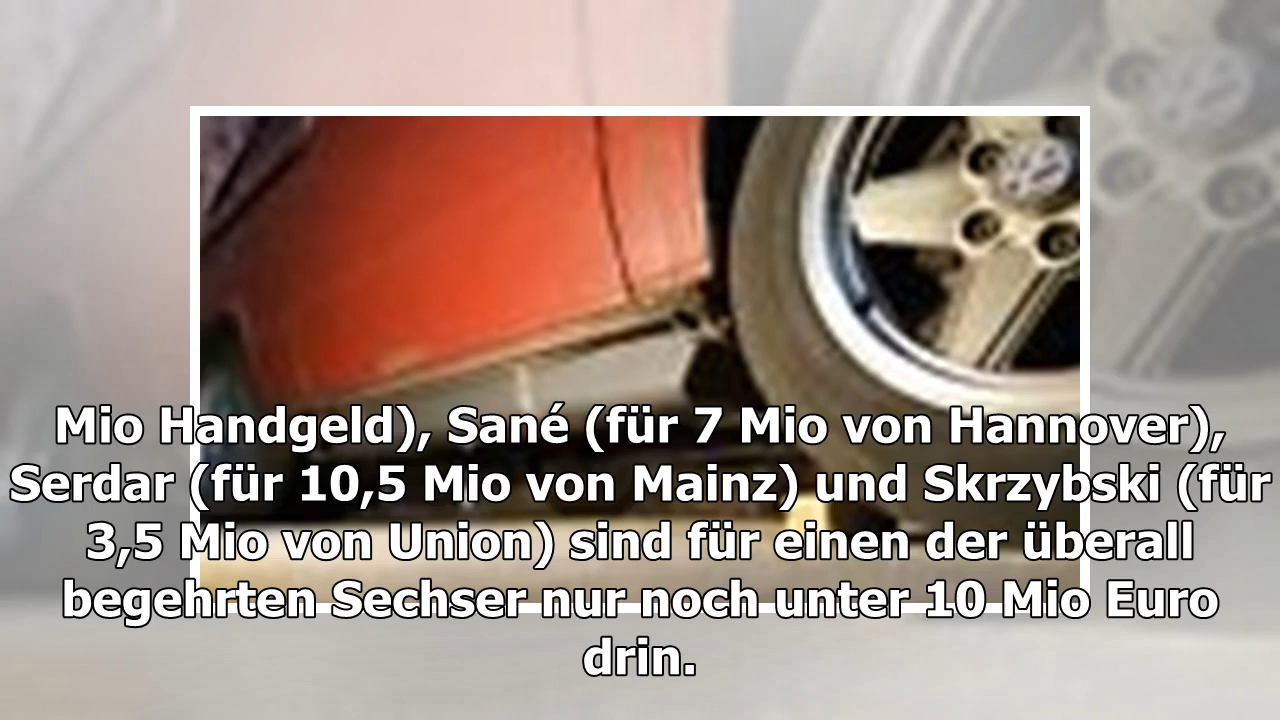 Mio Handgeld), Sané (für 7 Mio von Hannover),
Serdar (für 10,5 Mio von Mainz) und Skrzybski (für
3,5 Mio von Union) sind für einen der überall
begehrten Sechser nur noch unter 10 Mio Euro
drin.